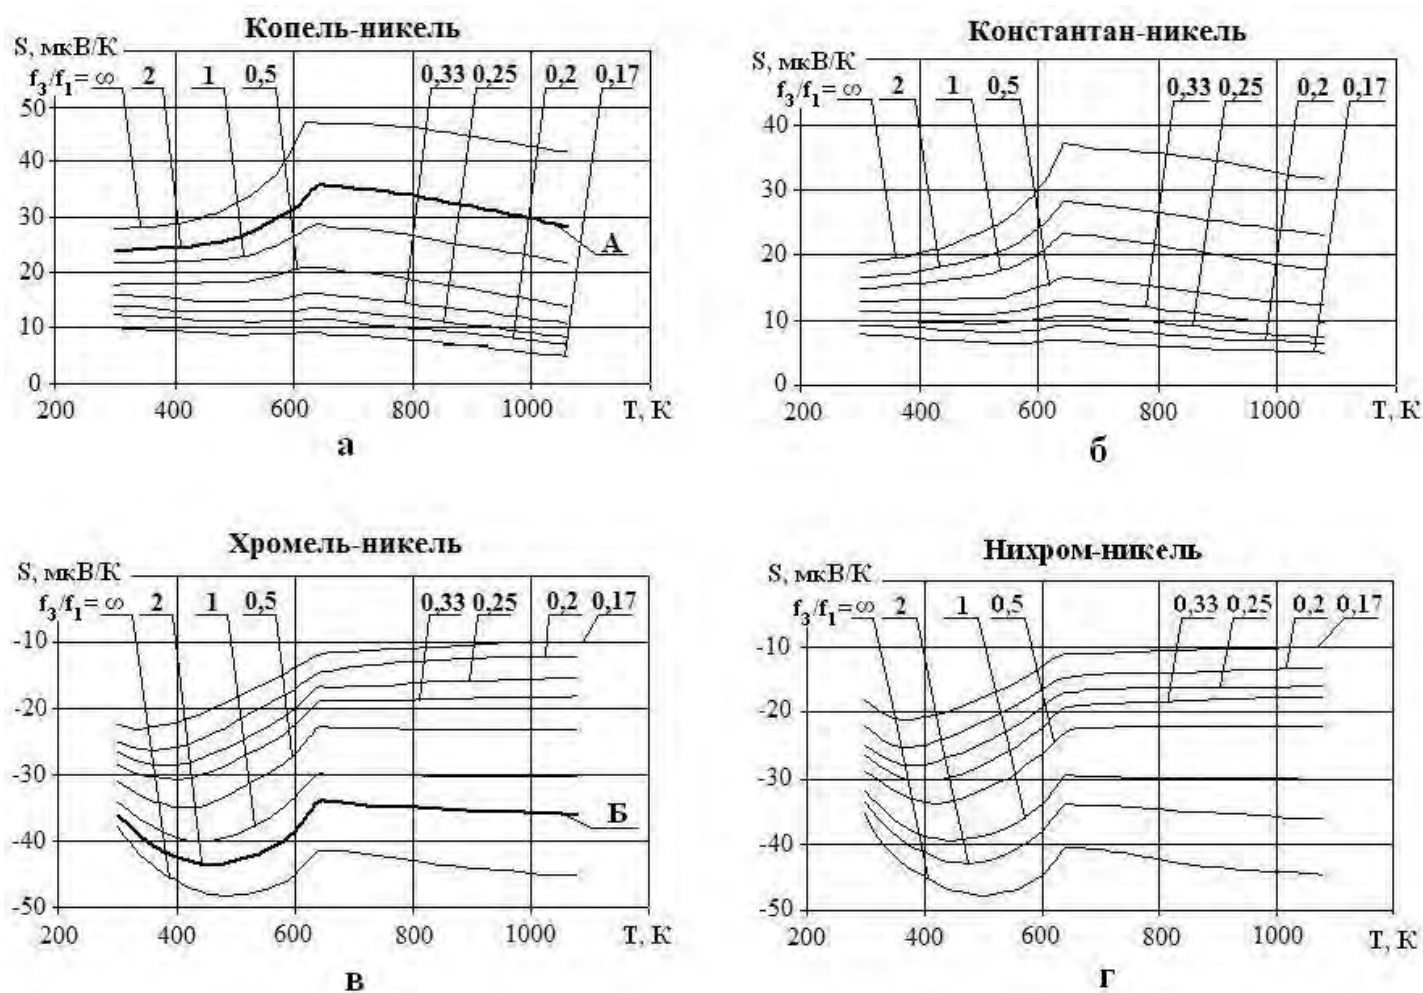 Копель-никель
S, мкВ/К
f3/f1= ∞ 2 1 0,5 0,33 0,25 0,2 0,17
50
40
30
А
20
10
0
200 400 600 800 1000 Т, К
а
Константан-никель
S, мкВ/К
f3/f1= ∞ 2 1 0,5 0,33 0,25 0,2 0,17
40
30
20
10
0
200 400 600 800 1000 Т, К
б
Хромель-никель
S, мкВ/К
f3/f1= ∞ 2 1 0,5 0,33 0,25 0,2 0,17
-10
-20
-30
Б
-40
-50
200 400 600 800 1000 Т, К
в
Нихром-никель
S, мкВ/К
f3/f1= ∞ 2 1 0,5 0,33 0,25 0,2 0,17
-10
-20
-30
-40
-50
200 400 600 800 1000 Т, К
г